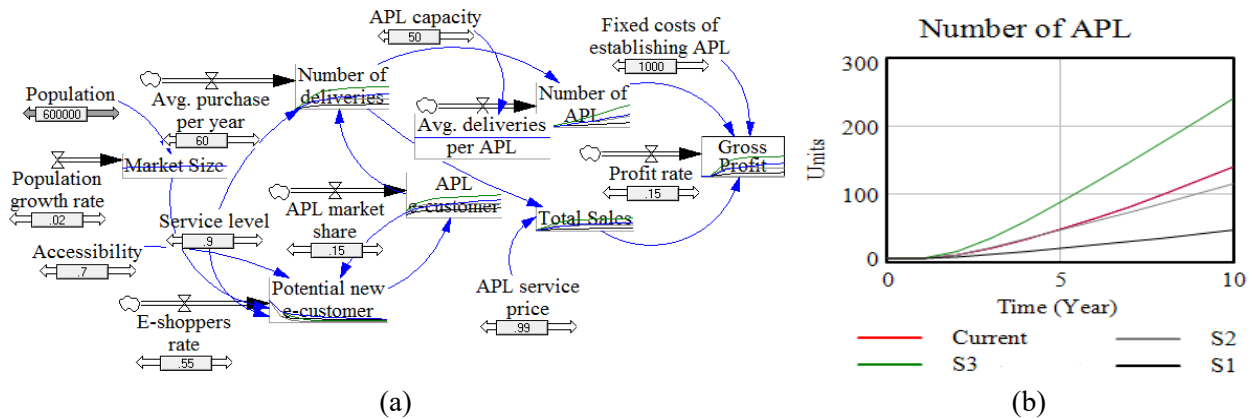 APL capacity
50
Fixed costs of
establishing APL
1000
Number of
deliveries
Population
600000
Avg. purchase
per year
60
Number of
APL
Avg. deliveries
per APL
Gross
Profit
Market Size
Profit rate
.15
Population
growth rate
.02
APL
e-customer
APL market
share
.15
Service level
.9
Total Sales
Accessibility
.7
Potential new
e-customer
APL service
price
.99
E-shoppers
rate
.55
(a)
Number of APL
300
200
100
0
Units
0 5 10
Time (Year)
Current S2
S3 S1
(b)